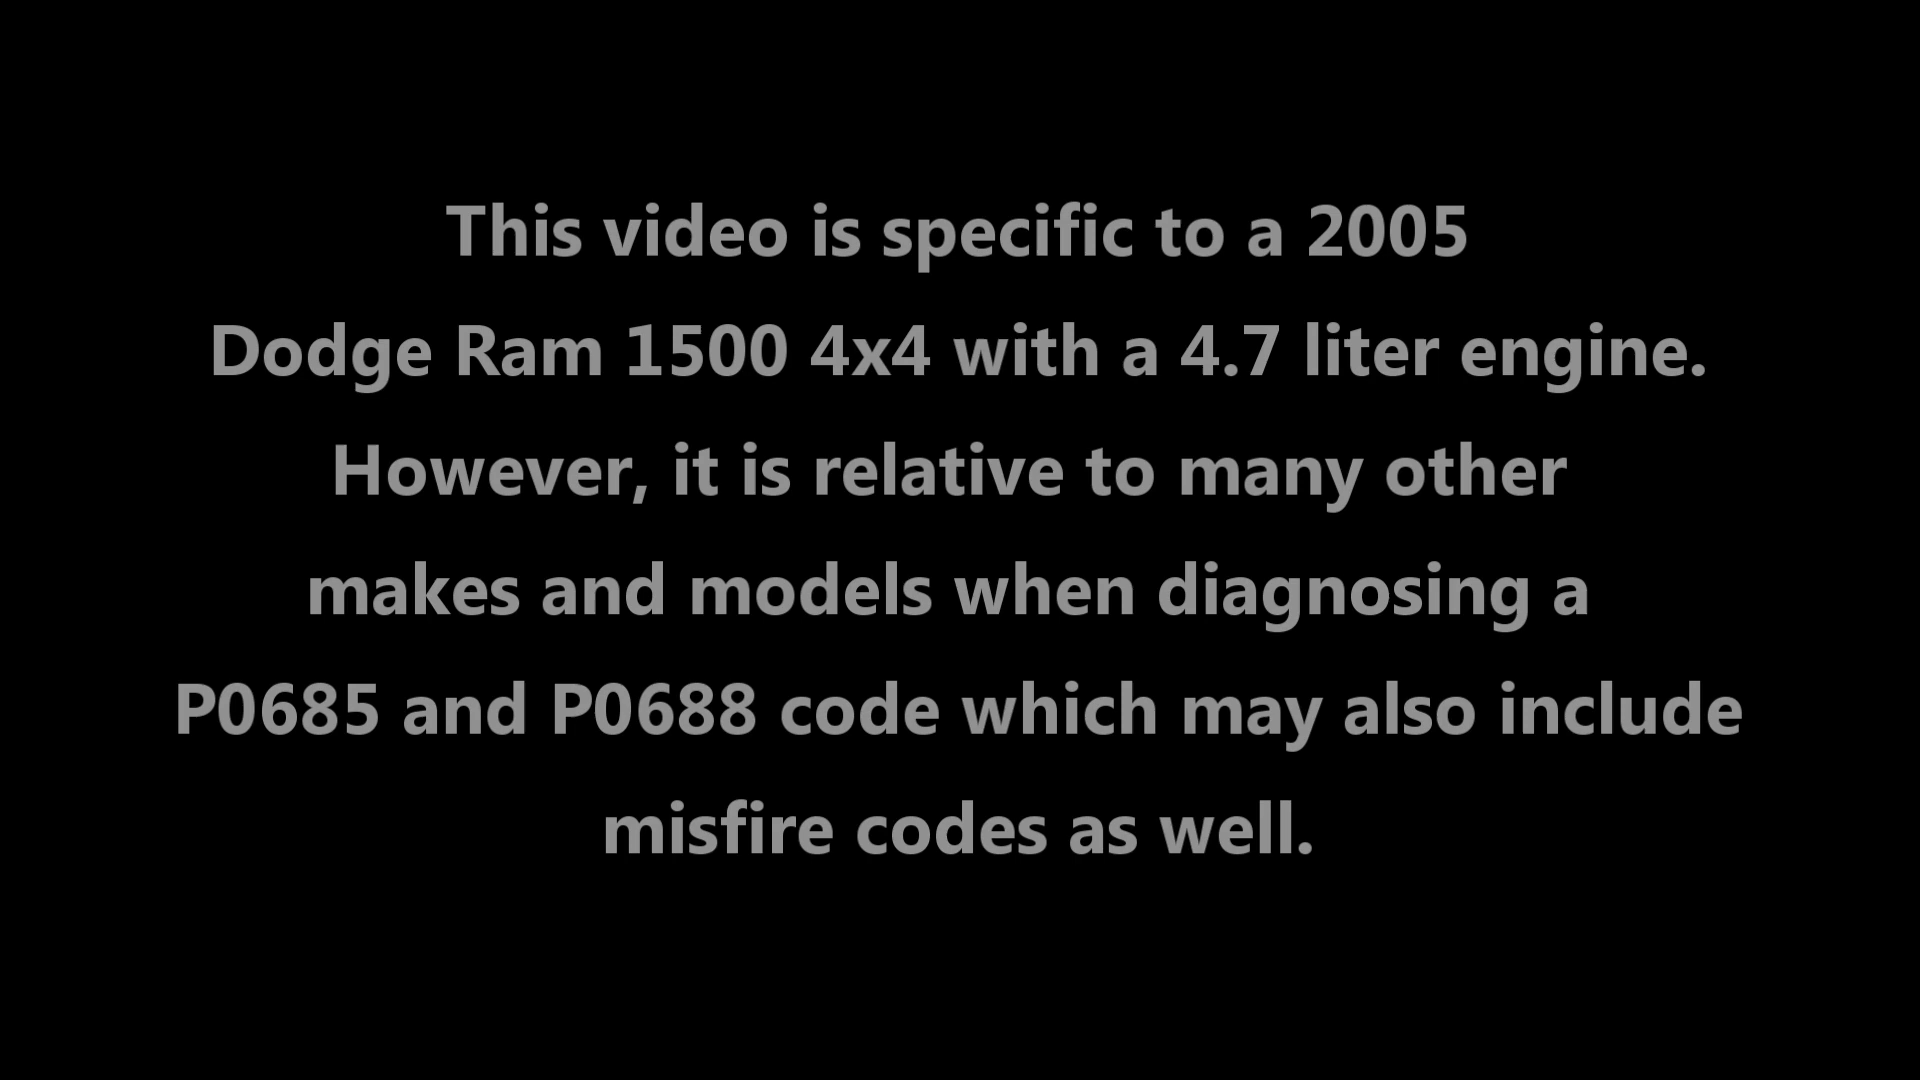 This video is specific to a 2005
Dodge Ram 1500 4x4 with a 4.7 liter engine.
However, it is relative to many other
makes and models when diagnosing a
P0685 and P0688 code which may also include
misfire codes as well.